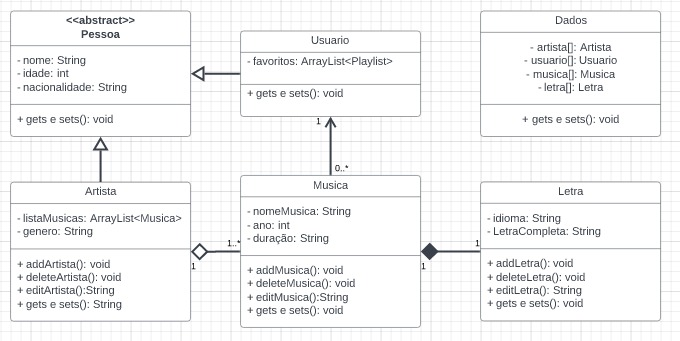 <<abstract>>
Pessoa
- nome: String
- idade: int
- nacionalidade: String
+ gets e sets(): void
Usuario
- favoritos: ArrayList<Playlist>
+ gets e sets(): void
Dados
- artista[]: Artista
- usuario[]: Usuario
- musica[]: Musica
- letra[]: Letra
+ gets e sets(): void
1
0..*
Artista
- listaMusicas: ArrayList<Musica>
- genero: String
+ addArtista(): void
+ deleteArtista(): void
+ editArtista():String
+ gets e sets(): String
1
1..*
Musica
- nomeMusica: String
- ano: int
- duração: String
+ addMusica(): void
+ deleteMusica(): void
+ editMusica():String
+ gets e sets(): void
1
1
Letra
- idioma: String
- LetraCompleta: String
+ addLetra(): void
+ deleteLetra(): void
+ editLetra(): String
+ gets e sets(): void